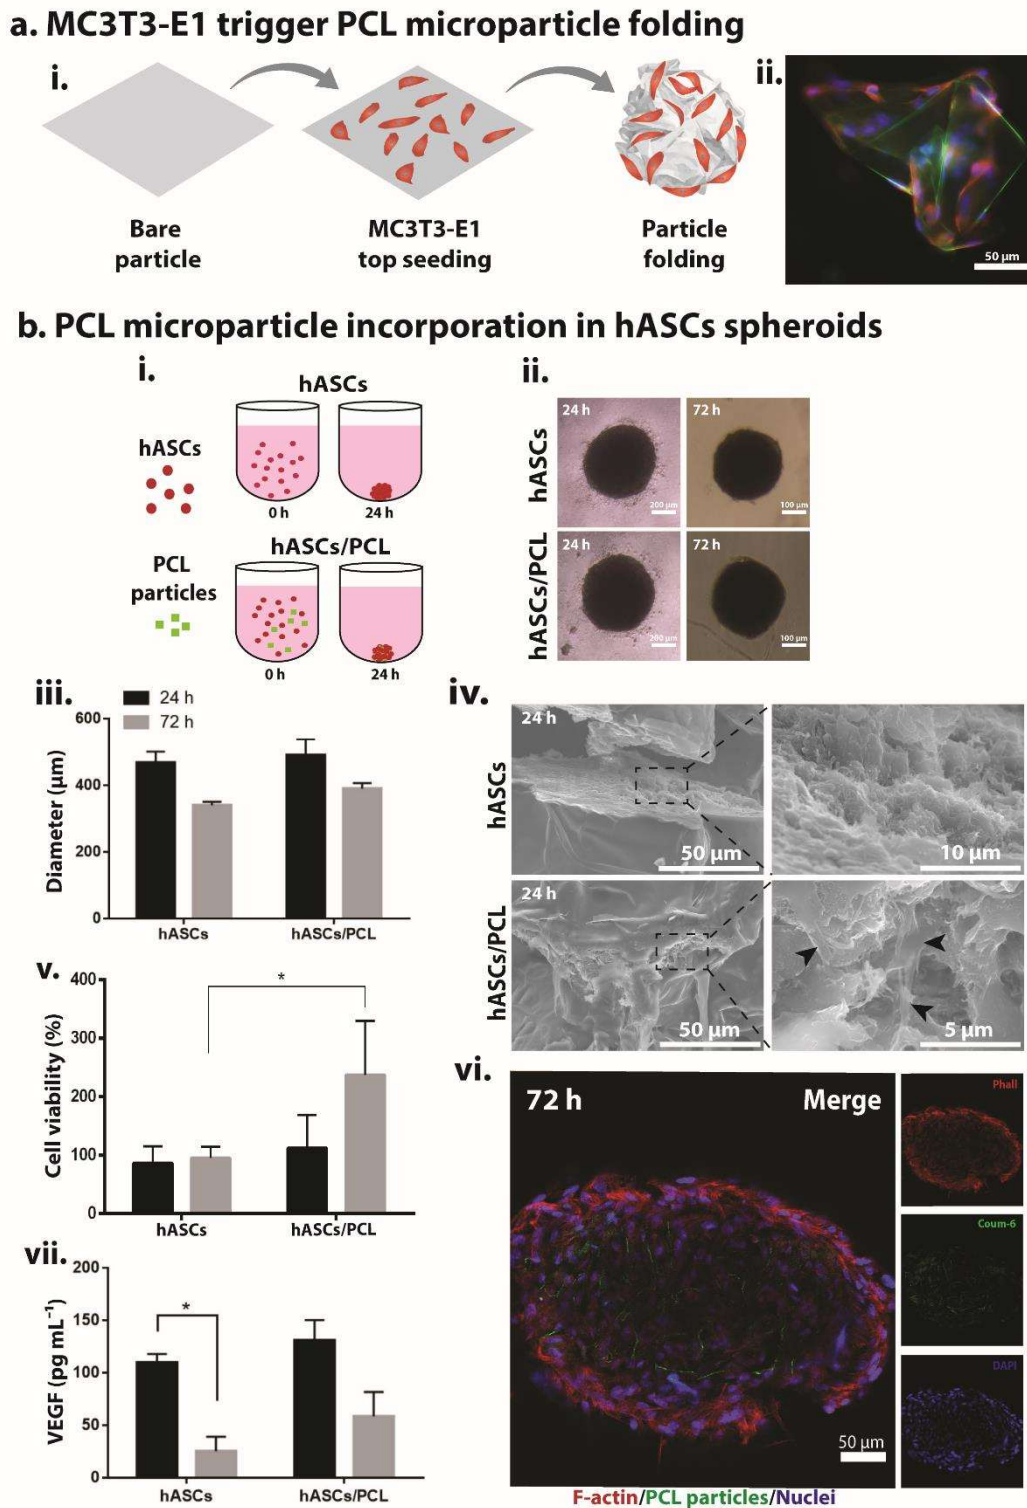 a. MC3T3-E1 trigger PCL microparticle folding
i.
ii.
Bare
particle
MC3T3-E1
top seeding
Particle
folding
50 µm
b. PCL microparticle incorporation in hASCs spheroids
i.
hASCs
hASCs
0 h
24 h
PCL
particles
hASCs/PCL
0 h
24 h
ii.
hASCs
24 h
200 µm
72 h
100 µm
hASCs/PCL
24 h
200 µm
72 h
100 µm
iii.
24 h
72 h
Diameter (µm)
600
400
200
0
hASCs
hASCs/PCL
iv.
hASCs
24 h
50 µm
10 µm
hASCs/PCL
24 h
50 µm
5 µm
v.
Cell viability (%)
400
300
200
100
0
*
hASCs
hASCs/PCL
vi.
72 h
Merge
50 µm
Phall
Coum-6
DAPI
F-actin/PCL particles/Nuclei
vii.
VEGF (pg mL⁻¹)
200
150
100
50
0
*
hASCs
hASCs/PCL